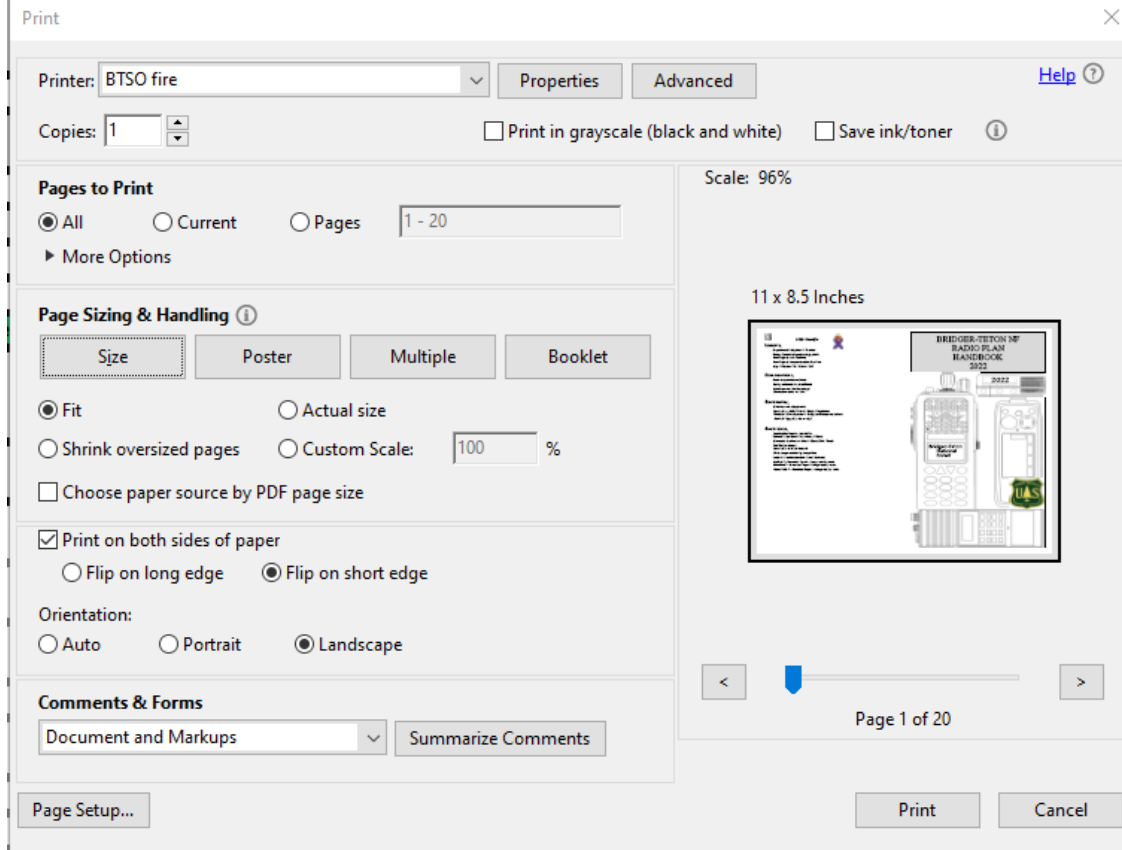 Print
Printer: BTSO fire
Properties
Advanced
Help
Copies: 1
Print in grayscale (black and white)
Save ink/toner
Pages to Print
All
Current
Pages
1 - 20
More Options
Page Sizing & Handling
Size
Poster
Multiple
Booklet
Fit
Actual size
Shrink oversized pages
Custom Scale:
100
%
Choose paper source by PDF page size
Print on both sides of paper
Flip on long edge
Flip on short edge
Orientation:
Auto
Portrait
Landscape
Comments & Forms
Document and Markups
Summarize Comments
Page Setup...
Scale: 96%
11 x 8.5 Inches
BRIDGER-TETON NF
RADIO PLAN
HANDBOOK
2022
2022
Bridger-Teton
National
Forest
UAS
<
>
Page 1 of 20
Print
Cancel